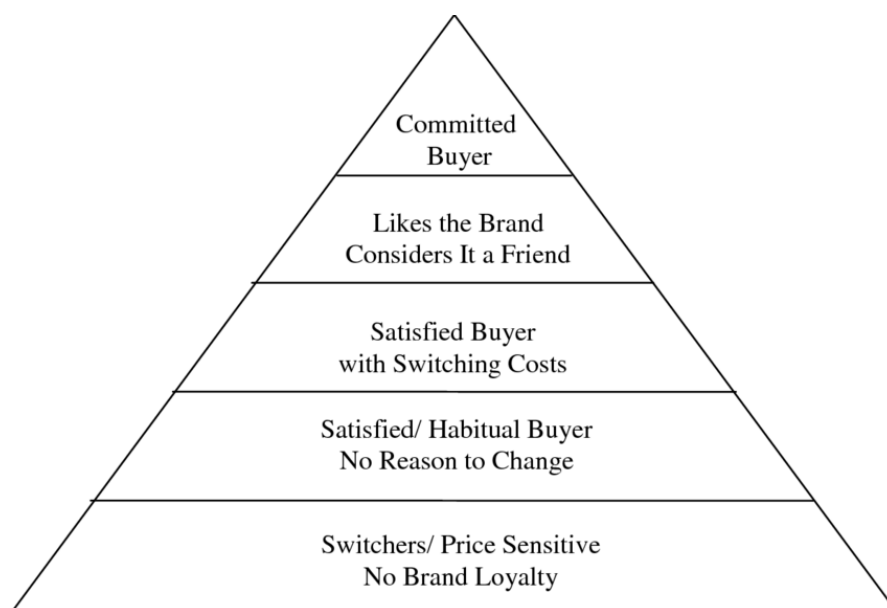 Committed
Buyer
Likes the Brand
Considers It a Friend
Satisfied Buyer
with Switching Costs
Satisfied/ Habitual Buyer
No Reason to Change
Switchers/ Price Sensitive
No Brand Loyalty